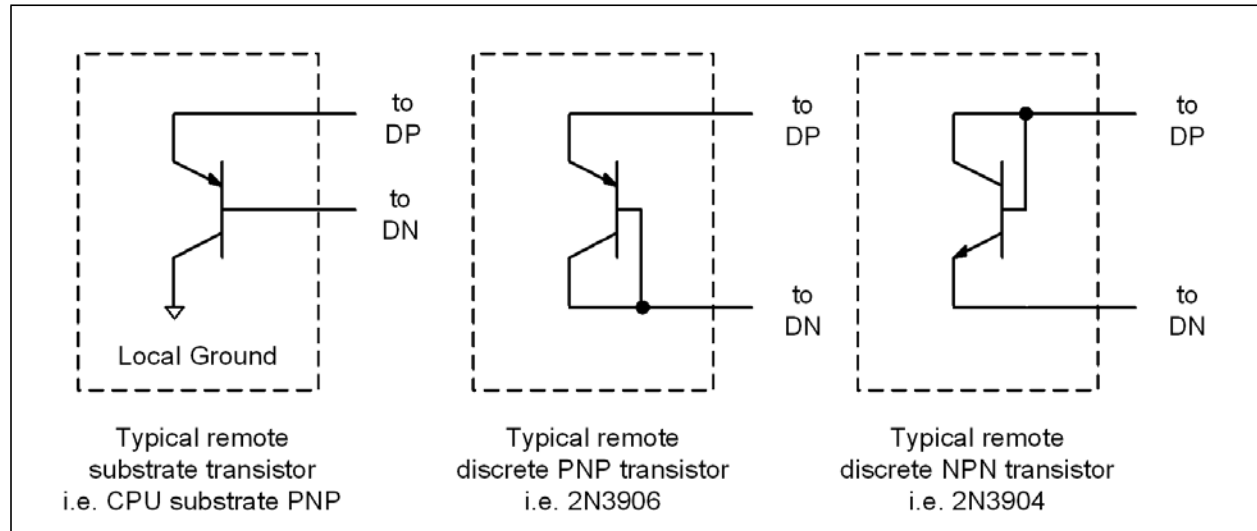 to
DP
to
DN
Local Ground
Typical remote
substrate transistor
i.e. CPU substrate PNP
to
DP
to
DN
Typical remote
discrete PNP transistor
i.e. 2N3906
to
DP
to
DN
Typical remote
discrete NPN transistor
i.e. 2N3904